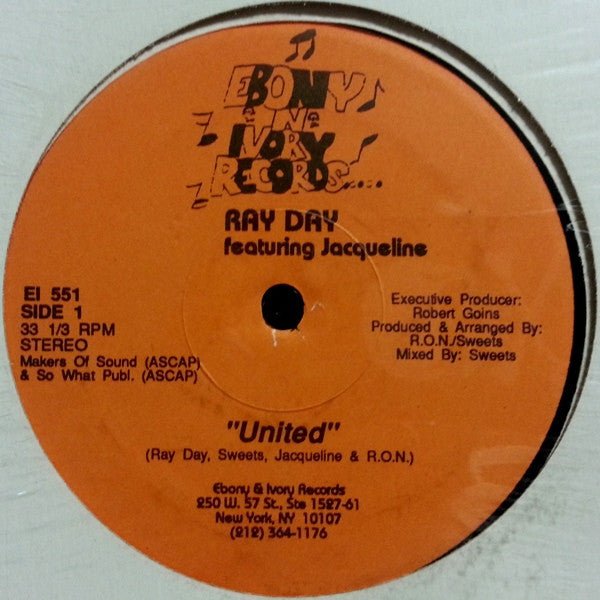 EBONY
N
IVORY
RECORDS....
RAY DAY
featuring Jacqueline
EI 551
SIDE 1
33 1/3 RPM
STEREO
Makers Of Sound (ASCAP)
& So What Publ. (ASCAP)
Executive Producer:
Robert Goins
Produced & Arranged By:
R.O.N./Sweets
Mixed By: Sweets
"United"
(Ray Day, Sweets, Jacqueline & R.O.N.)
Ebony & Ivory Records
250 W. 57 St., Ste 1527-61
New York, NY 10107
(212) 364-1176